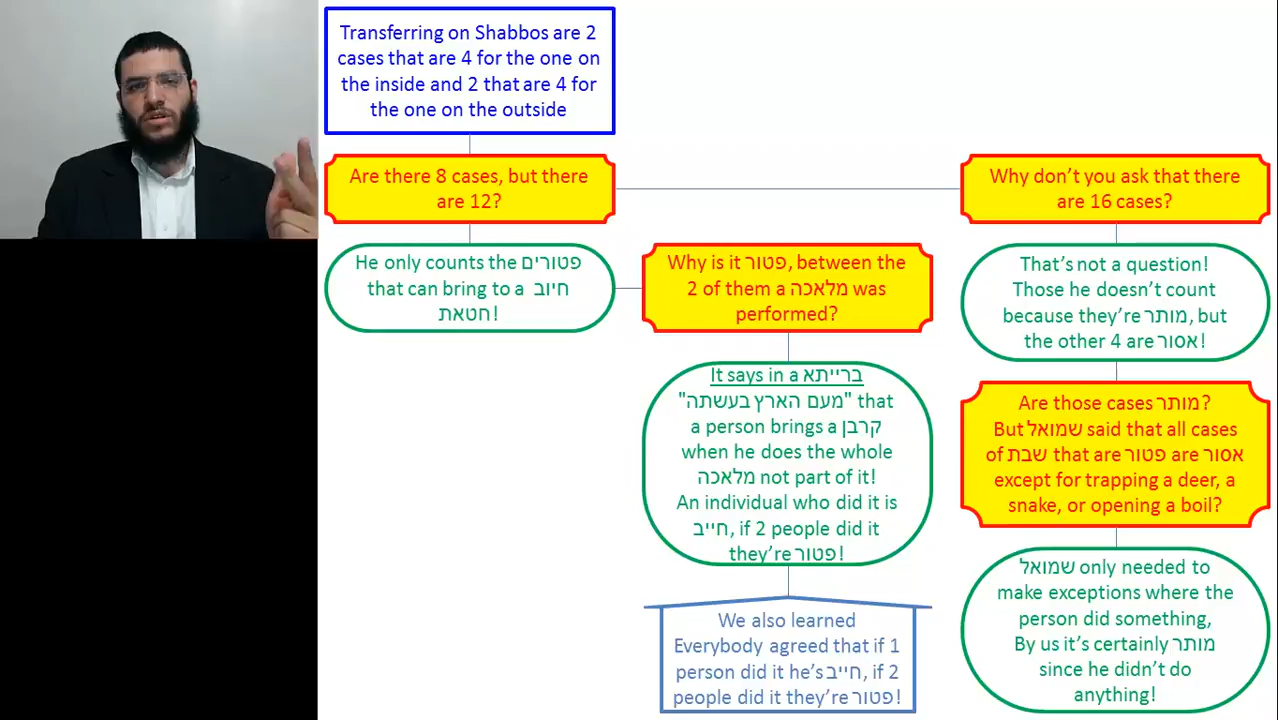 Transferring on Shabbos are 2
cases that are 4 for the one on
the inside and 2 that are 4 for
the one on the outside
Are there 8 cases, but there
are 12?
Why don't you ask that there
are 16 cases?
He only counts the פטורים
that can bring to a חיוב
חטאת!
Why is it פטור, between the
2 of them a מלאכה was
performed?
That's not a question!
Those he doesn't count
because they're מותר, but
the other 4 are אסור!
It says in a ברייתא
"מעם הארץ בעשתה" that
a person brings a קרבן
when he does the whole
מלאכה not part of it!
An individual who did it is
חייב, if 2 people did it
they're פטור!
Are those cases מותר?
But שמואל said that all cases
of שבת that are פטור are אסור
except for trapping a deer, a
snake, or opening a boil?
We also learned
Everybody agreed that if 1
person did it he's חייב, if 2
people did it they're פטור!
שמואל only needed to
make exceptions where the
person did something,
By us it's certainly מותר
since he didn't do
anything!